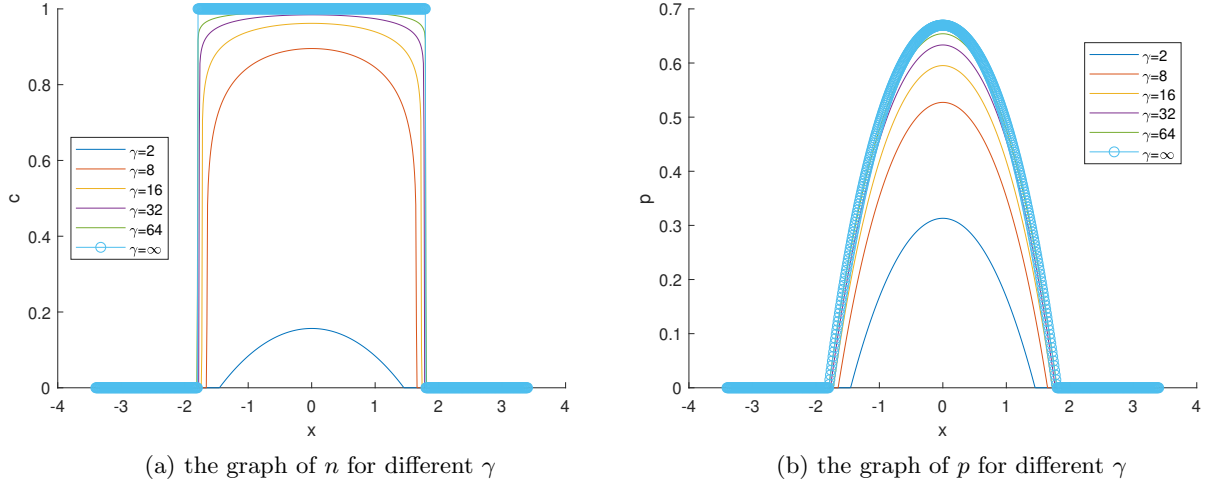 1
0.8
0.6
0.4
0.2
0
c
γ=2
γ=8
γ=16
γ=32
γ=64
γ=∞
-4 -3 -2 -1 0 1 2 3 4
x
(a) the graph of n for different γ
0.7
0.6
0.5
0.4
0.3
0.2
0.1
0
p
γ=2
γ=8
γ=16
γ=32
γ=64
γ=∞
-4 -3 -2 -1 0 1 2 3 4
x
(b) the graph of p for different γ